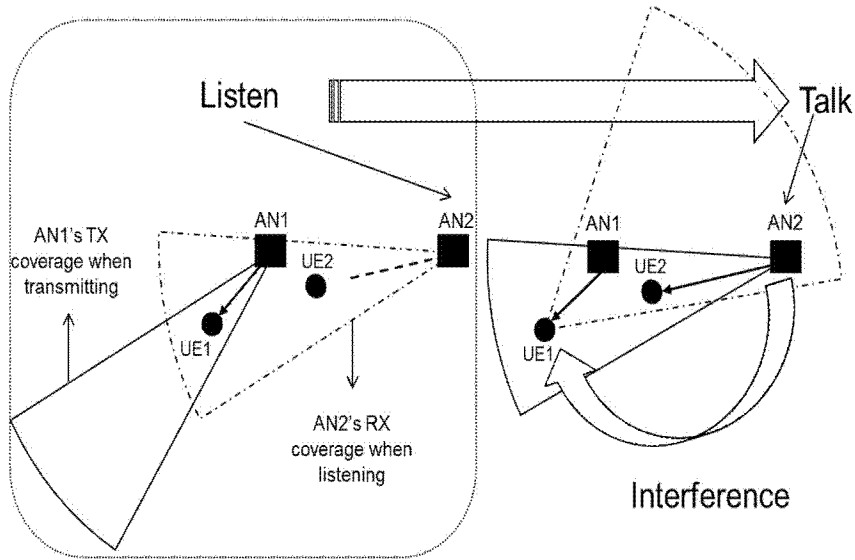 Listen
Talk
AN1
AN2
AN1's TX
coverage when
transmitting
UE2
UE1
AN2's RX
coverage when
listening
AN1
AN2
UE2
UE1
Interference